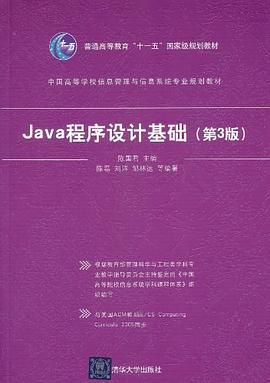 普通高等教育“十一五”国家级规划教材
中国高等学校信息管理与信息系统专业规划教材
Java程序设计基础（第3版）
陈国君 主编
陈磊 刘洋 邹林达 等编著
根据教育部管理科学与工程类学科专
业教学指导委员会主持鉴定的《中国
高等院校信息系统学科课程体系》组
织编写
与美国ACM和IEEE/CS Computing
Curricula 2005同步
清华大学出版社